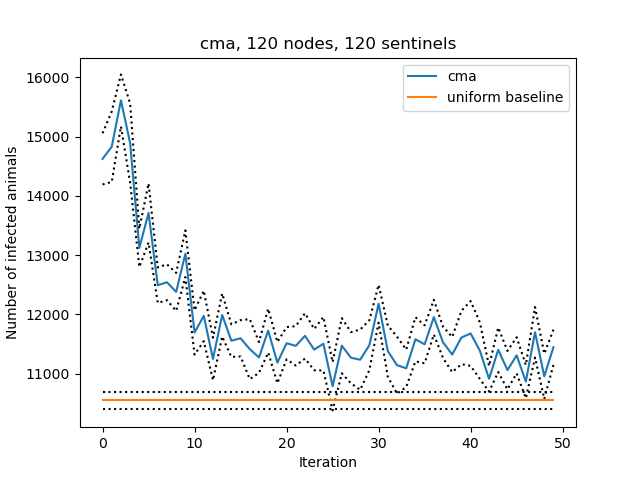 cma, 120 nodes, 120 sentinels
cma
uniform baseline
Number of infected animals
16000
15000
14000
13000
12000
11000
0 10 20 30 40 50
Iteration